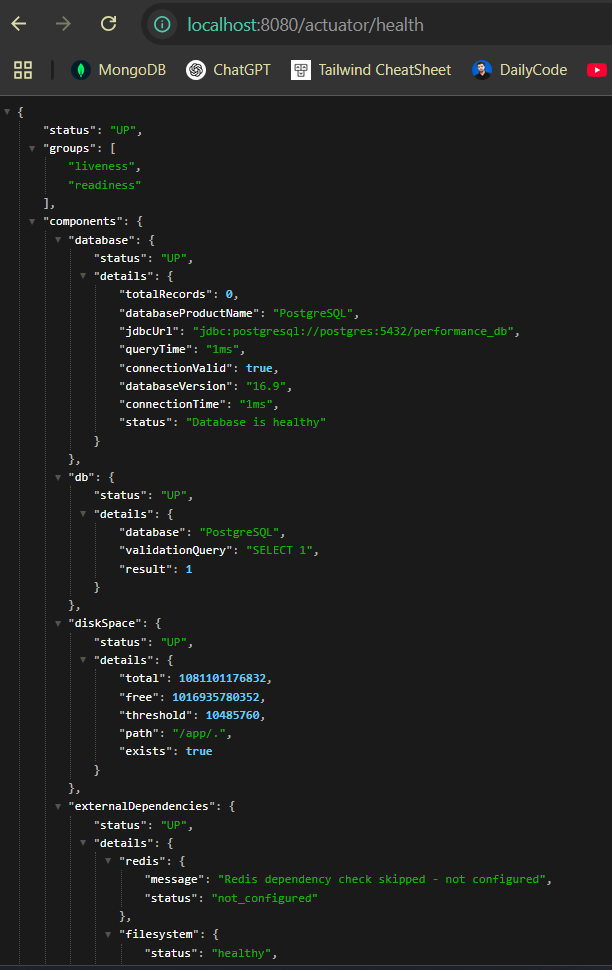 localhost:8080/actuator/health
MongoDB ChatGPT Tailwind CheatSheet DailyCode
{
"status": "UP",
"groups": [
"liveness",
"readiness"
],
"components": {
"database": {
"status": "UP",
"details": {
"totalRecords": 0,
"databaseProductName": "PostgreSQL",
"jdbcUrl": "jdbc:postgresql://postgres:5432/performance_db",
"queryTime": "1ms",
"connectionValid": true,
"databaseVersion": "16.9",
"connectionTime": "1ms",
"status": "Database is healthy"
}
},
"db": {
"status": "UP",
"details": {
"database": "PostgreSQL",
"validationQuery": "SELECT 1",
"result": 1
}
},
"diskSpace": {
"status": "UP",
"details": {
"total": 1081101176832,
"free": 1016935780352,
"threshold": 10485760,
"path": "/app/.",
"exists": true
}
},
"externalDependencies": {
"status": "UP",
"details": {
"redis": {
"message": "Redis dependency check skipped - not configured",
"status": "not_configured"
},
"filesystem": {
"status": "healthy",